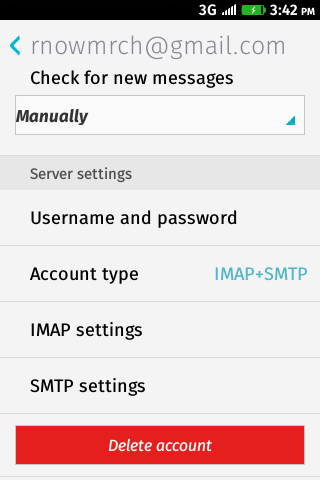 3G 3:42 PM
rnowmrch@gmail.com
Check for new messages
Manually
Server settings
Username and password
Account type IMAP+SMTP
IMAP settings
SMTP settings
Delete account